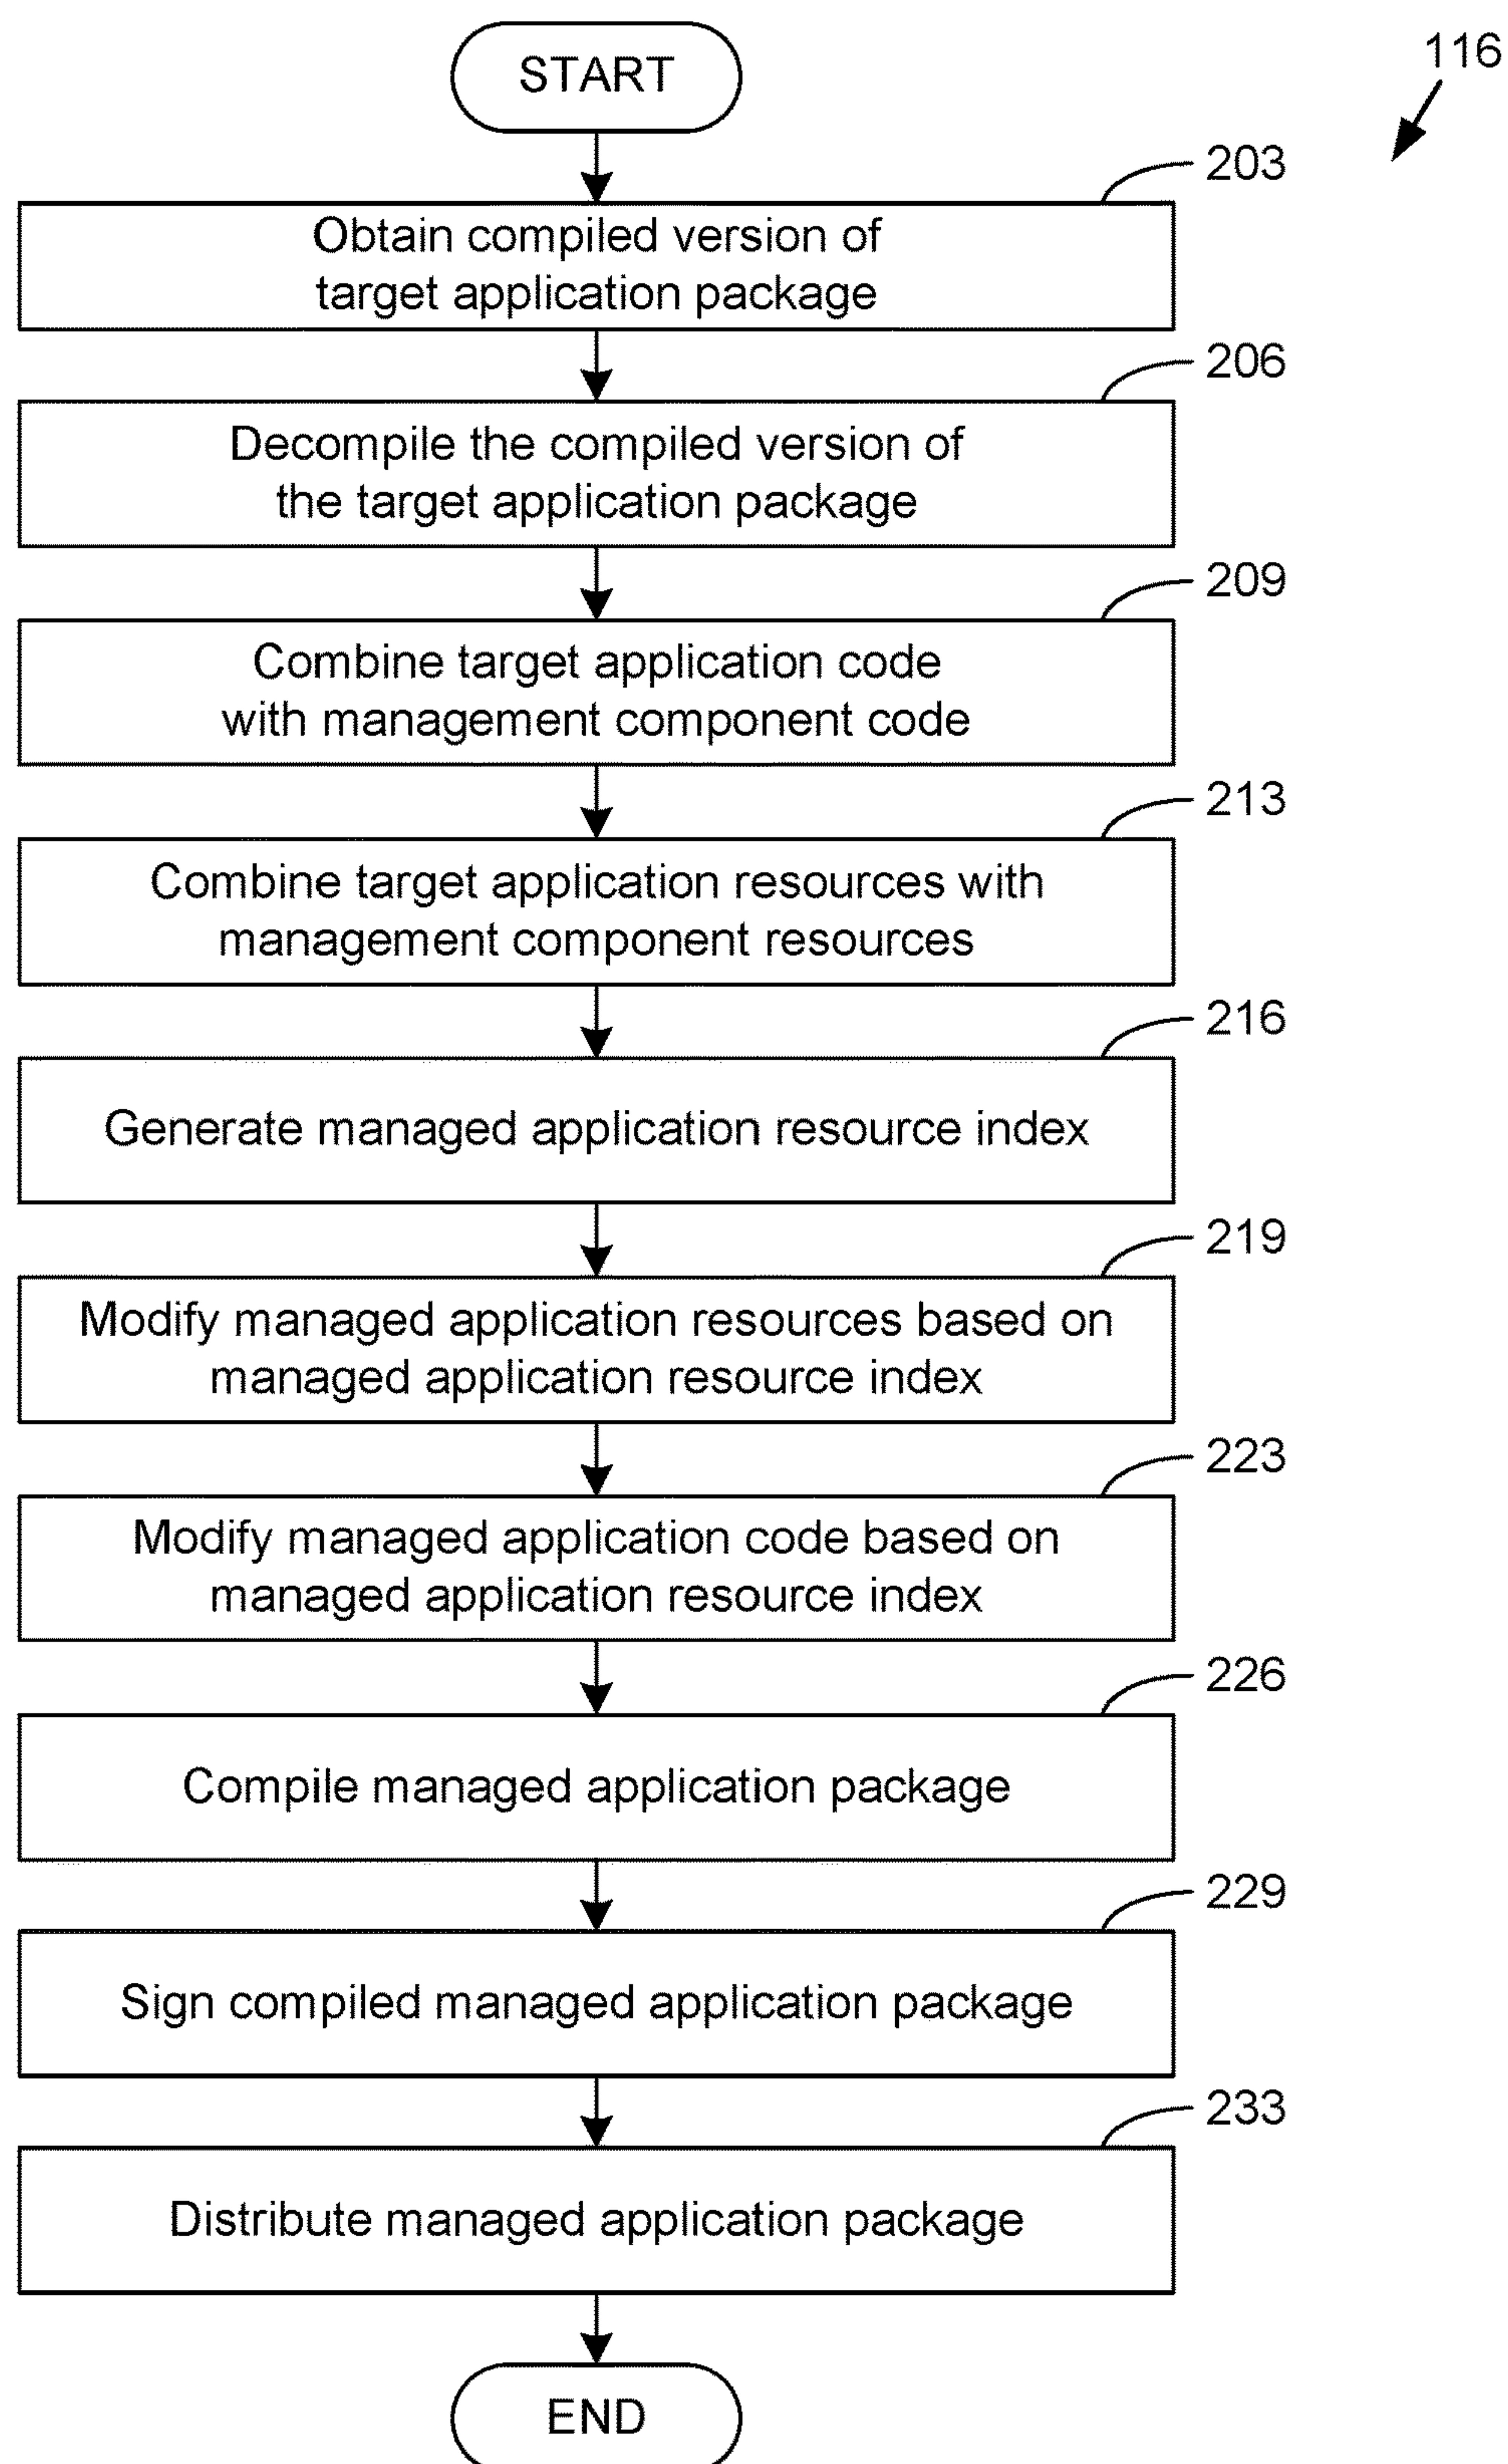 START
116
203
Obtain compiled version of
target application package
206
Decompile the compiled version of
the target application package
209
Combine target application code
with management component code
213
Combine target application resources with
management component resources
216
Generate managed application resource index
219
Modify managed application resources based on
managed application resource index
223
Modify managed application code based on
managed application resource index
226
Compile managed application package
229
Sign compiled managed application package
233
Distribute managed application package
END